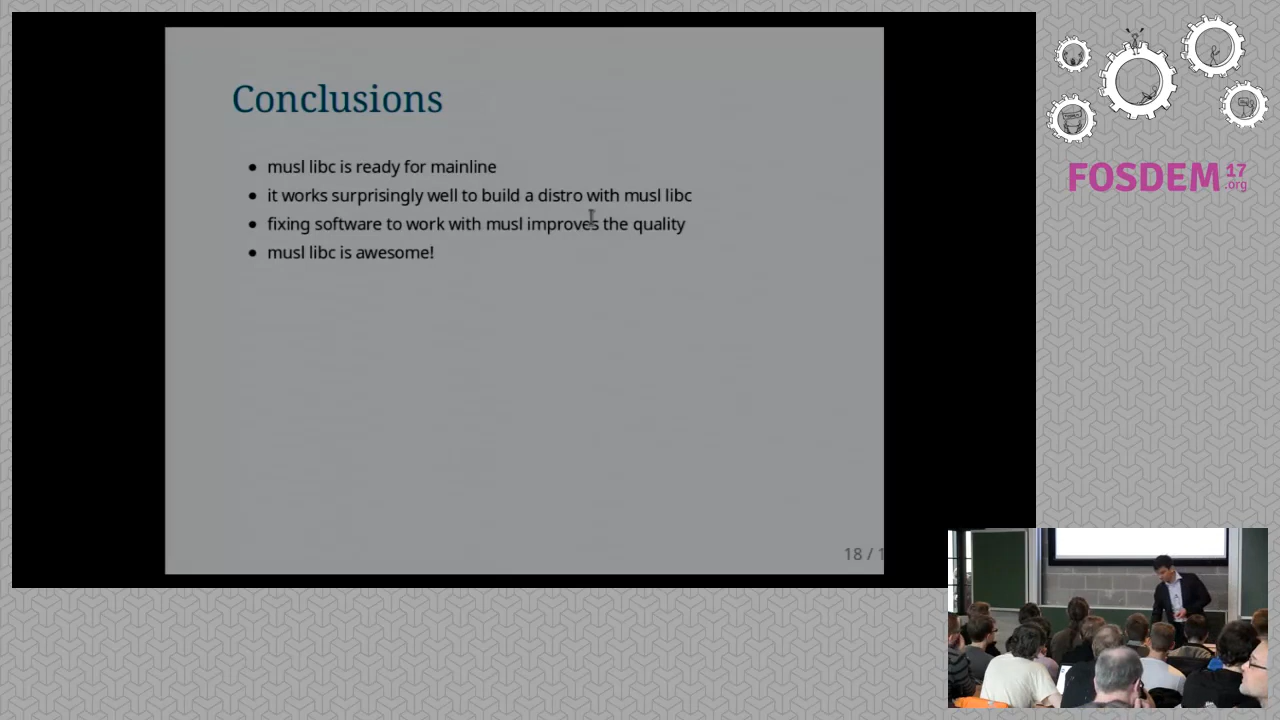 Conclusions
musl libc is ready for mainline
it works surprisingly well to build a distro with musl libc
fixing software to work with musl improves the quality
musl libc is awesome!
18 / 1
FOSDEM 17
.org